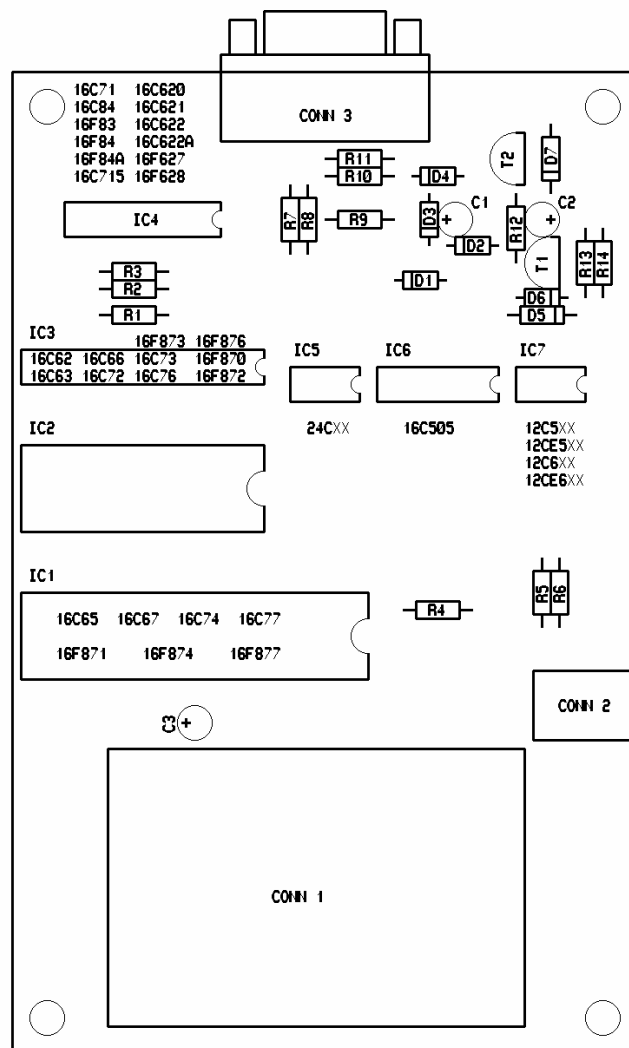 CONN 3
16C71 16C620
16C84 16C621
16F83 16C622
16F84 16C622A
16F84A 16F627
16C715 16F628
IC4
R11
R10
R7
R8
R9
D4
D3
C1
D2
D1
T2
D7
R12
C2
T1
R13
R14
D6
D5
R3
R2
R1
IC3
16F873 16F876
16C62 16C66 16C73 16F870
16C63 16C72 16C76 16F872
IC5
24CXX
IC6
16C505
IC7
12C5XX
12CE5XX
12C6XX
12CE6XX
IC2
IC1
16C65 16C67 16C74 16C77
16F871 16F874 16F877
R4
R5
R6
CONN 2
C3
CONN 1